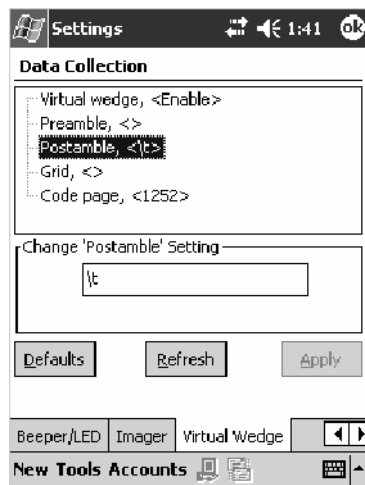 Settings 1:41 ok
Data Collection
Virtual wedge, <Enable>
Preamble, <>
Postamble, <\t>
Grid, <>
Code page, <1252>
Change 'Postamble' Setting
\t
Defaults Refresh Apply
Beeper/LED Imager Virtual Wedge
New Tools Accounts